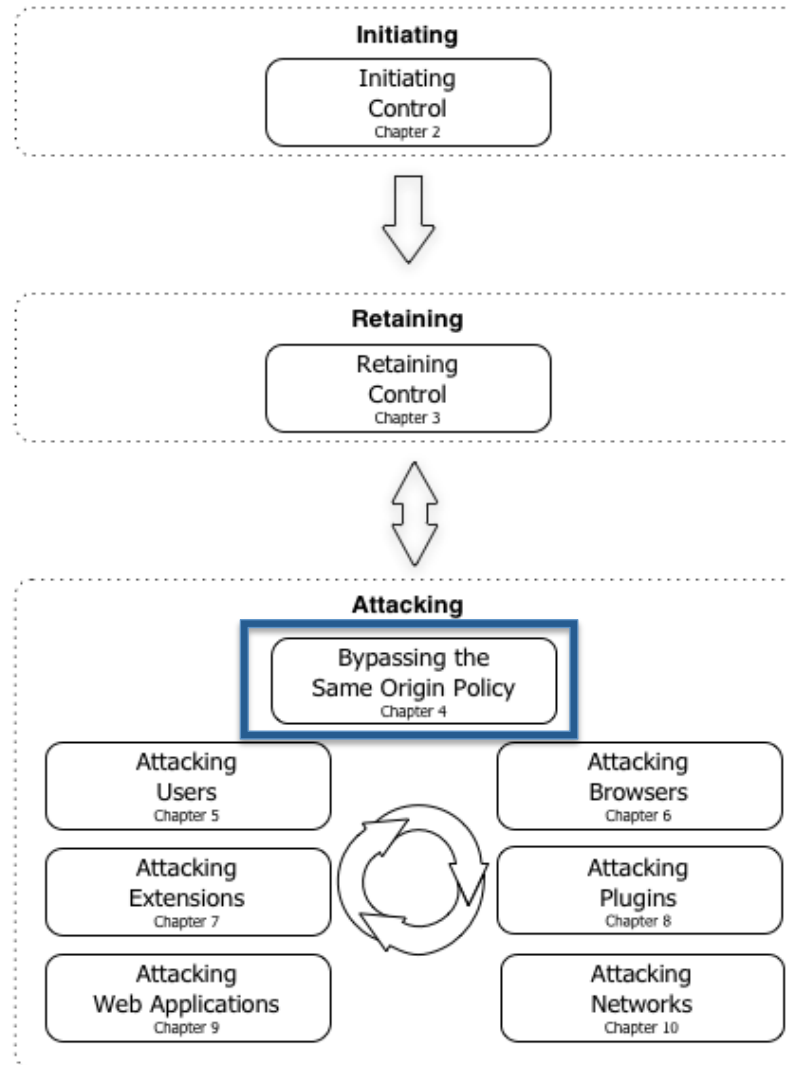 Initiating
Initiating
Control
Chapter 2
Retaining
Retaining
Control
Chapter 3
Attacking
Bypassing the
Same Origin Policy
Chapter 4
Attacking
Users
Chapter 5
Attacking
Browsers
Chapter 6
Attacking
Extensions
Chapter 7
Attacking
Plugins
Chapter 8
Attacking
Web Applications
Chapter 9
Attacking
Networks
Chapter 10